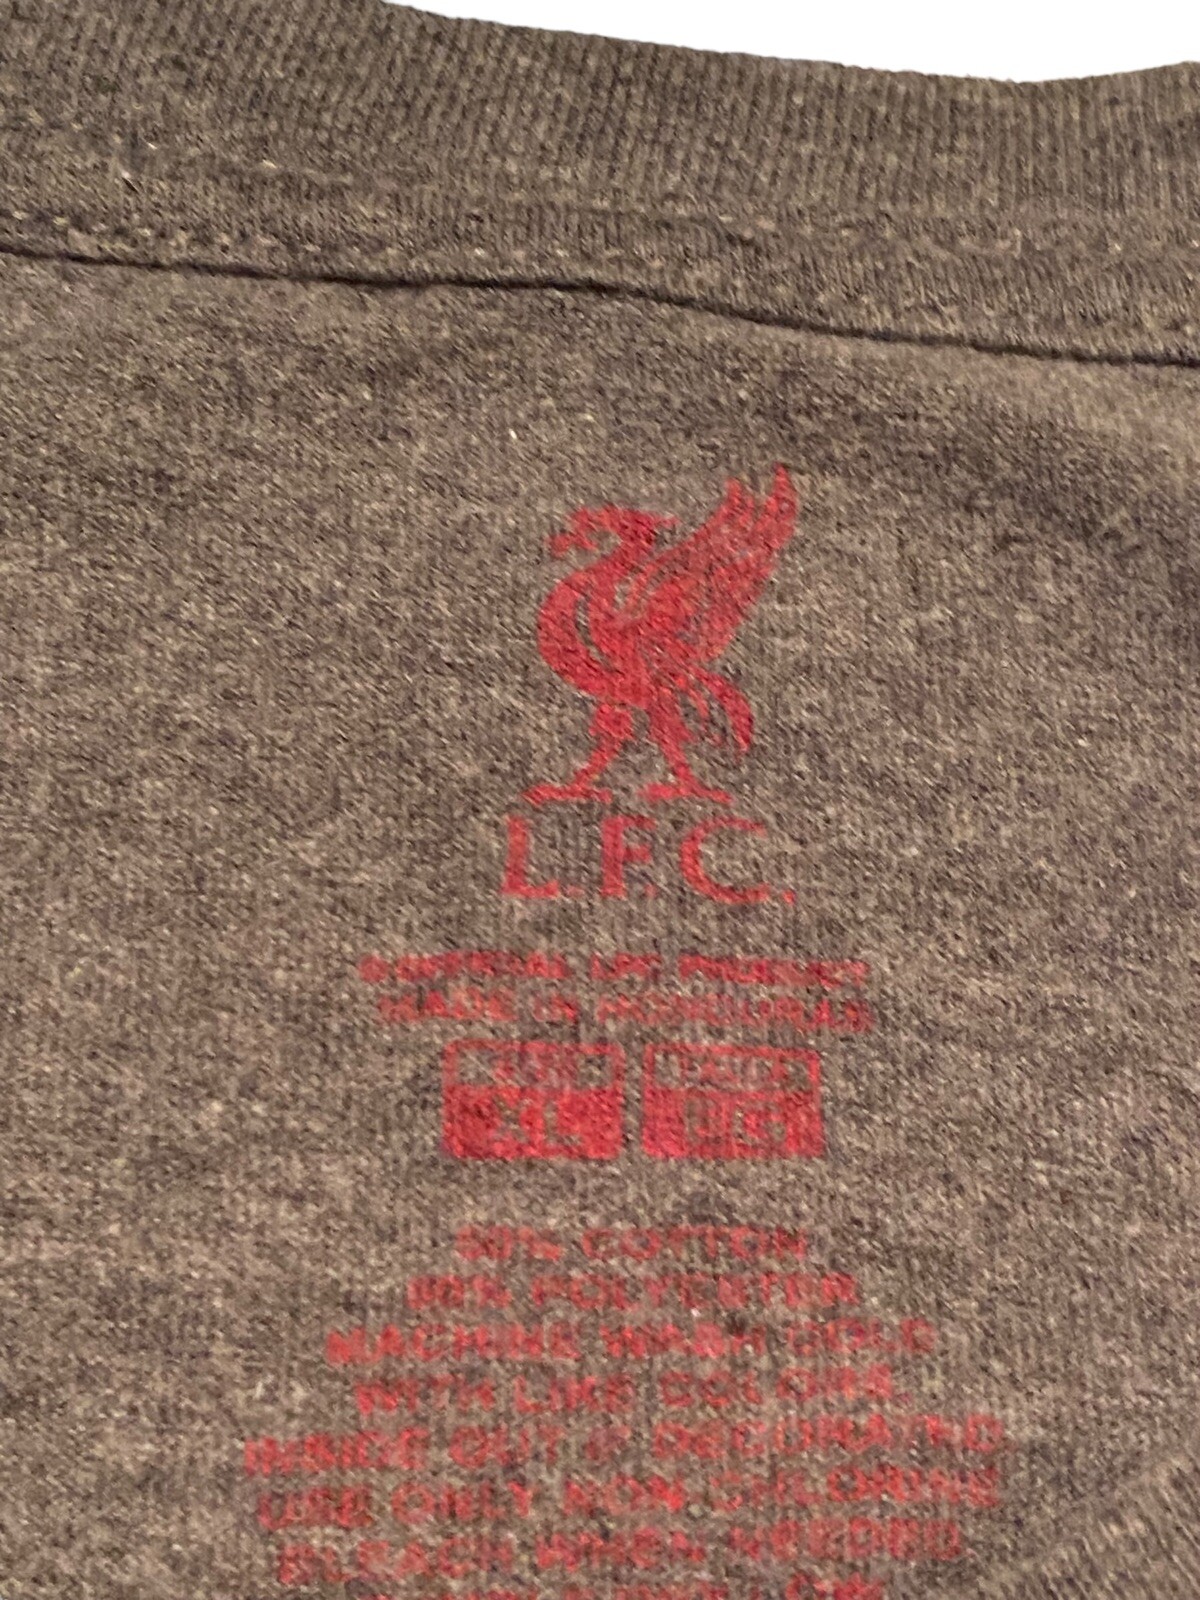 L.F.C.
OFFICIAL LFC PRODUCT
MADE IN HONDURAS
XL EG
COTTON
POLYESTER
MACHINE WASH COLD
WITH LIKE COLORS,
INSIDE OUT IF DECORATED
USE ONLY NON CHLORINE
BLEACH WHEN NEEDED